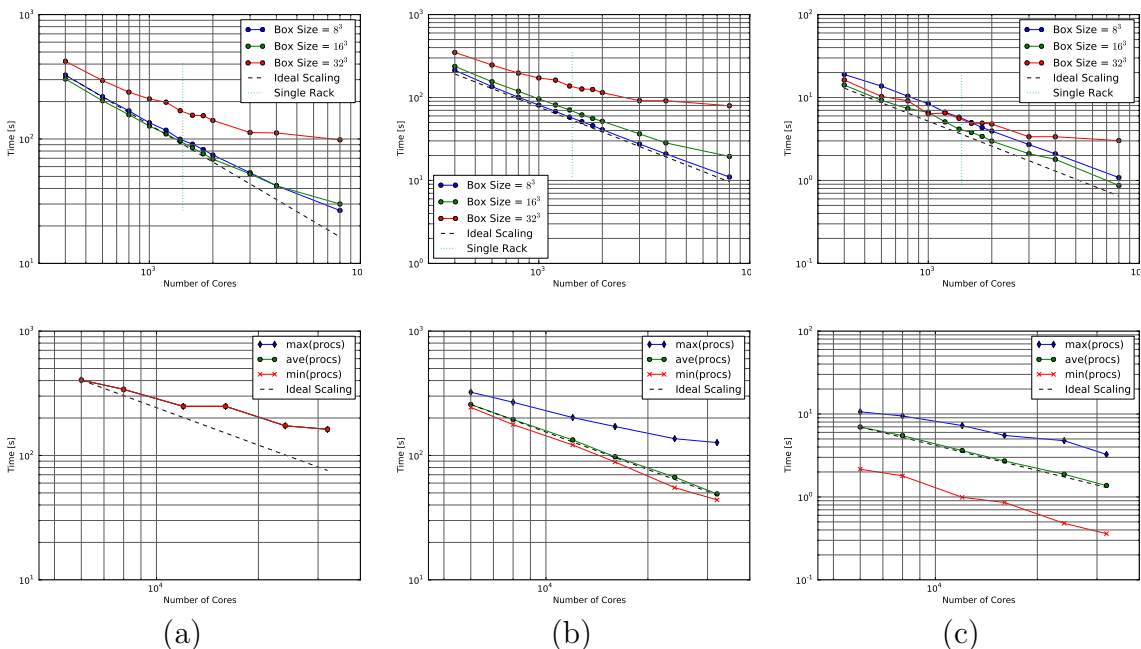 10³
10²
10¹
Time [s]
10³
10
Number of Cores
Box Size = 8³
Box Size = 16³
Box Size = 32³
Ideal Scaling
Single Rack
10³
10²
10¹
10⁰
Time [s]
10³
10
Number of Cores
Box Size = 8³
Box Size = 16³
Box Size = 32³
Ideal Scaling
Single Rack
10²
10¹
10⁰
10⁻¹
Time [s]
10³
10
Number of Cores
Box Size = 8³
Box Size = 16³
Box Size = 32³
Ideal Scaling
Single Rack
10³
10²
10¹
Time [s]
10⁴
Number of Cores
max(procs)
ave(procs)
min(procs)
Ideal Scaling
10³
10²
10¹
Time [s]
10⁴
Number of Cores
max(procs)
ave(procs)
min(procs)
Ideal Scaling
10²
10¹
10⁰
10⁻¹
Time [s]
10⁴
Number of Cores
max(procs)
ave(procs)
min(procs)
Ideal Scaling
(a)
(b)
(c)